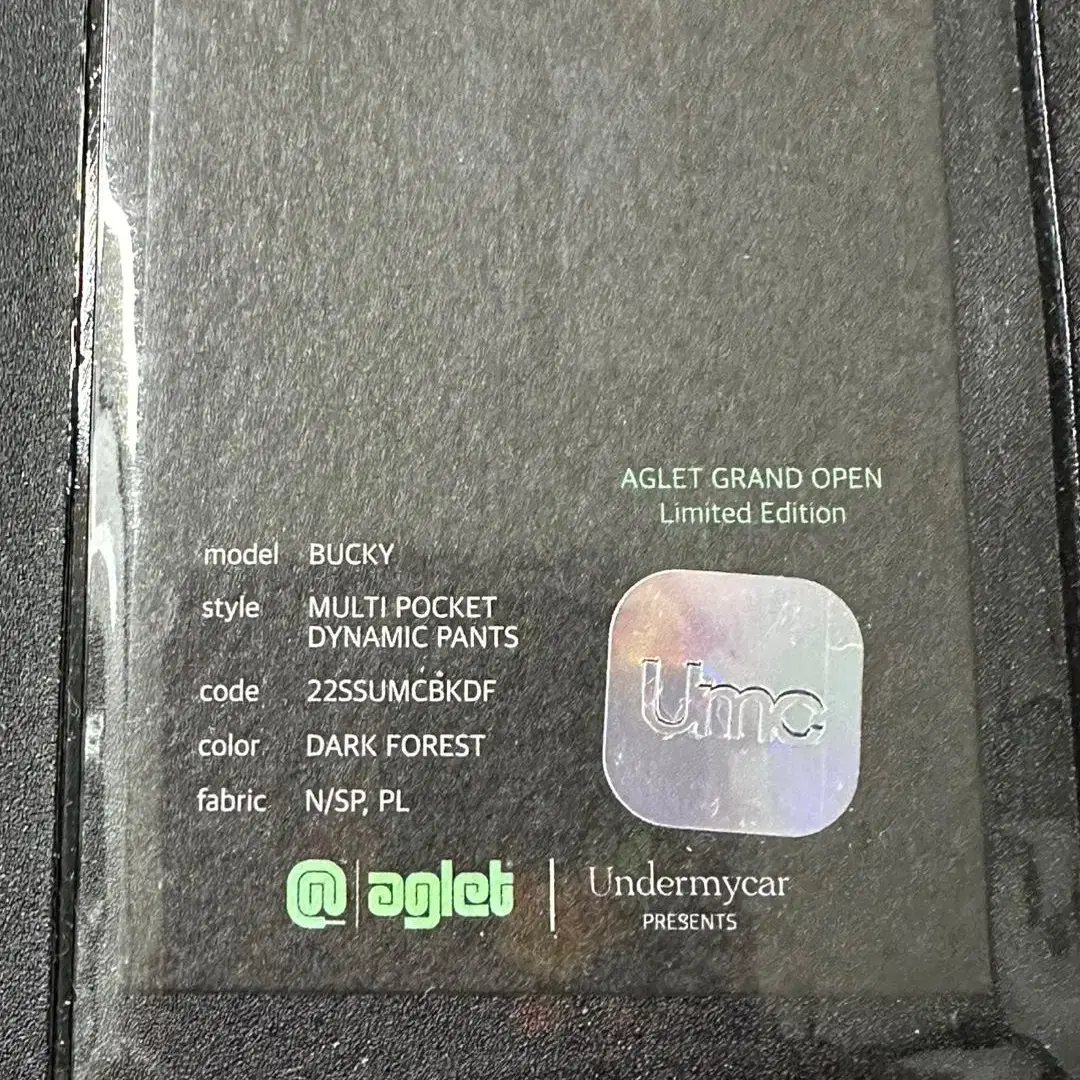 AGLET GRAND OPEN
Limited Edition
model BUCKY
style MULTI POCKET
DYNAMIC PANTS
code 22SSUMCBKDF
color DARK FOREST
fabric N/SP, PL
Umc
@ aglet Undermycar
PRESENTS